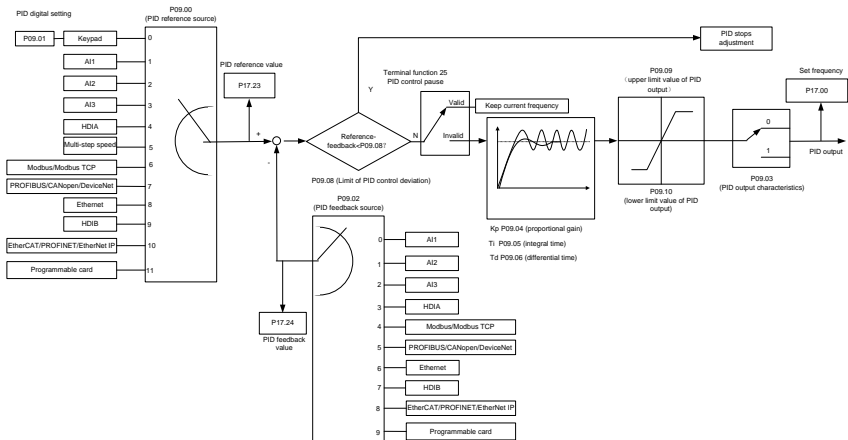 PID digital setting
P09.00
(PID reference source)
P09.01
Keypad
0
AI1
1
AI2
2
AI3
3
HDIA
4
Multi-step speed
5
Modbus/Modbus TCP
6
PROFIBUS/CANopen/DeviceNet
7
Ethernet
8
HDIB
9
EtherCAT/PROFINET/EtherNet IP
10
Programmable card
11
PID reference value
P17.23
+
-
Reference-
feedback<P09.08?
Y
N
P09.08 (Limit of PID control deviation)
PID stops
adjustment
Terminal function 25
PID control pause
Valid
Invalid
Keep current frequency
Kp P09.04 (proportional gain)
Ti P09.05 (integral time)
Td P09.06 (differential time)
P09.09
(upper limit value of PID
output)
P09.10
(lower limit value of PID
output)
Set frequency
P17.00
0
1
PID output
P09.03
(PID output characteristics)
P17.24
PID feedback
value
P09.02
(PID feedback source)
0
AI1
1
AI2
2
AI3
3
HDIA
4
Modbus/Modbus TCP
5
PROFIBUS/CANopen/DeviceNet
6
Ethernet
7
HDIB
8
EtherCAT/PROFINET/EtherNet IP
9
Programmable card